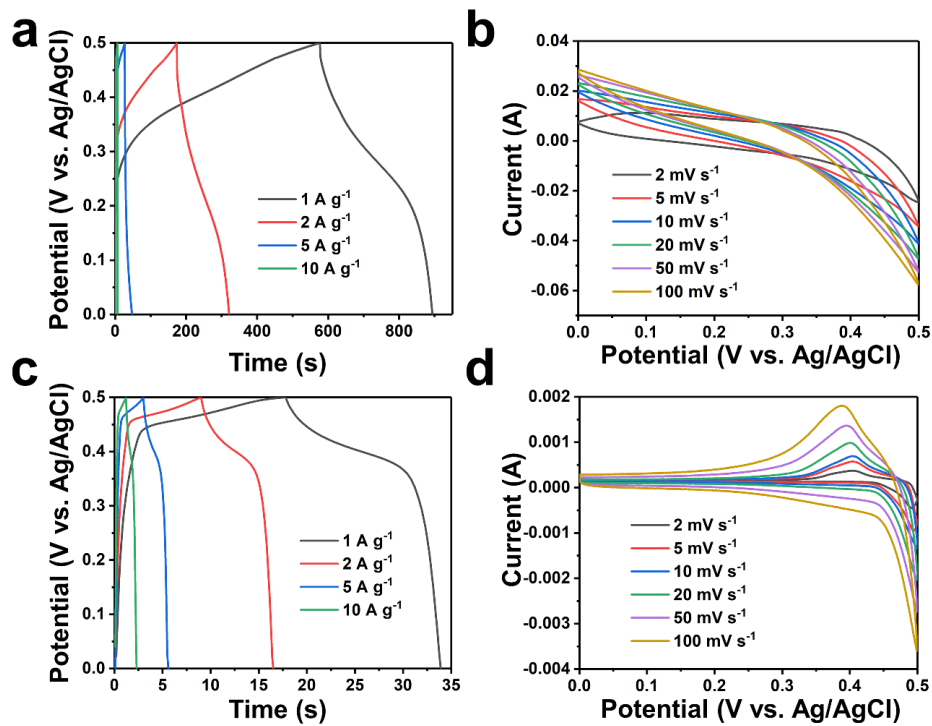 a
Potential (V vs. Ag/AgCl)
0.5
0.4
0.3
0.2
0.1
0.0
1 A g⁻¹
2 A g⁻¹
5 A g⁻¹
10 A g⁻¹
0 200 400 600 800
Time (s)
b
Current (A)
0.04
0.02
0.00
-0.02
-0.04
-0.06
2 mV s⁻¹
5 mV s⁻¹
10 mV s⁻¹
20 mV s⁻¹
50 mV s⁻¹
100 mV s⁻¹
0.0 0.1 0.2 0.3 0.4 0.5
Potential (V vs. Ag/AgCl)
c
Potential (V vs. Ag/AgCl)
0.5
0.4
0.3
0.2
0.1
0.0
1 A g⁻¹
2 A g⁻¹
5 A g⁻¹
10 A g⁻¹
0 5 10 15 20 25 30 35
Time (s)
d
Current (A)
0.002
0.001
0.000
-0.001
-0.002
-0.003
-0.004
2 mV s⁻¹
5 mV s⁻¹
10 mV s⁻¹
20 mV s⁻¹
50 mV s⁻¹
100 mV s⁻¹
0.0 0.1 0.2 0.3 0.4 0.5
Potential (V vs. Ag/AgCl)